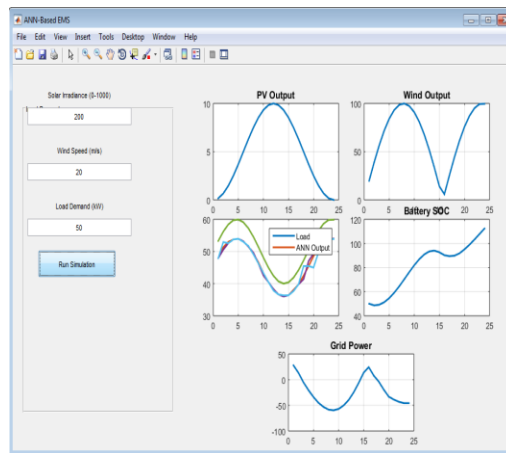 ANN-Based EMS
File Edit View Insert Tools Desktop Window Help
Solar Irradiance (0-1000)
200
Wind Speed (m/s)
20
Load Demand (kW)
50
Run Simulation
PV Output
10
5
0
0 5 10 15 20 25
Wind Output
100
50
0
0 5 10 15 20 25
60
50
40
30
0 5 10 15 20 25
Load
ANN Output
Battery SOC
120
100
80
60
40
0 5 10 15 20 25
Grid Power
50
0
-50
-100
0 5 10 15 20 25